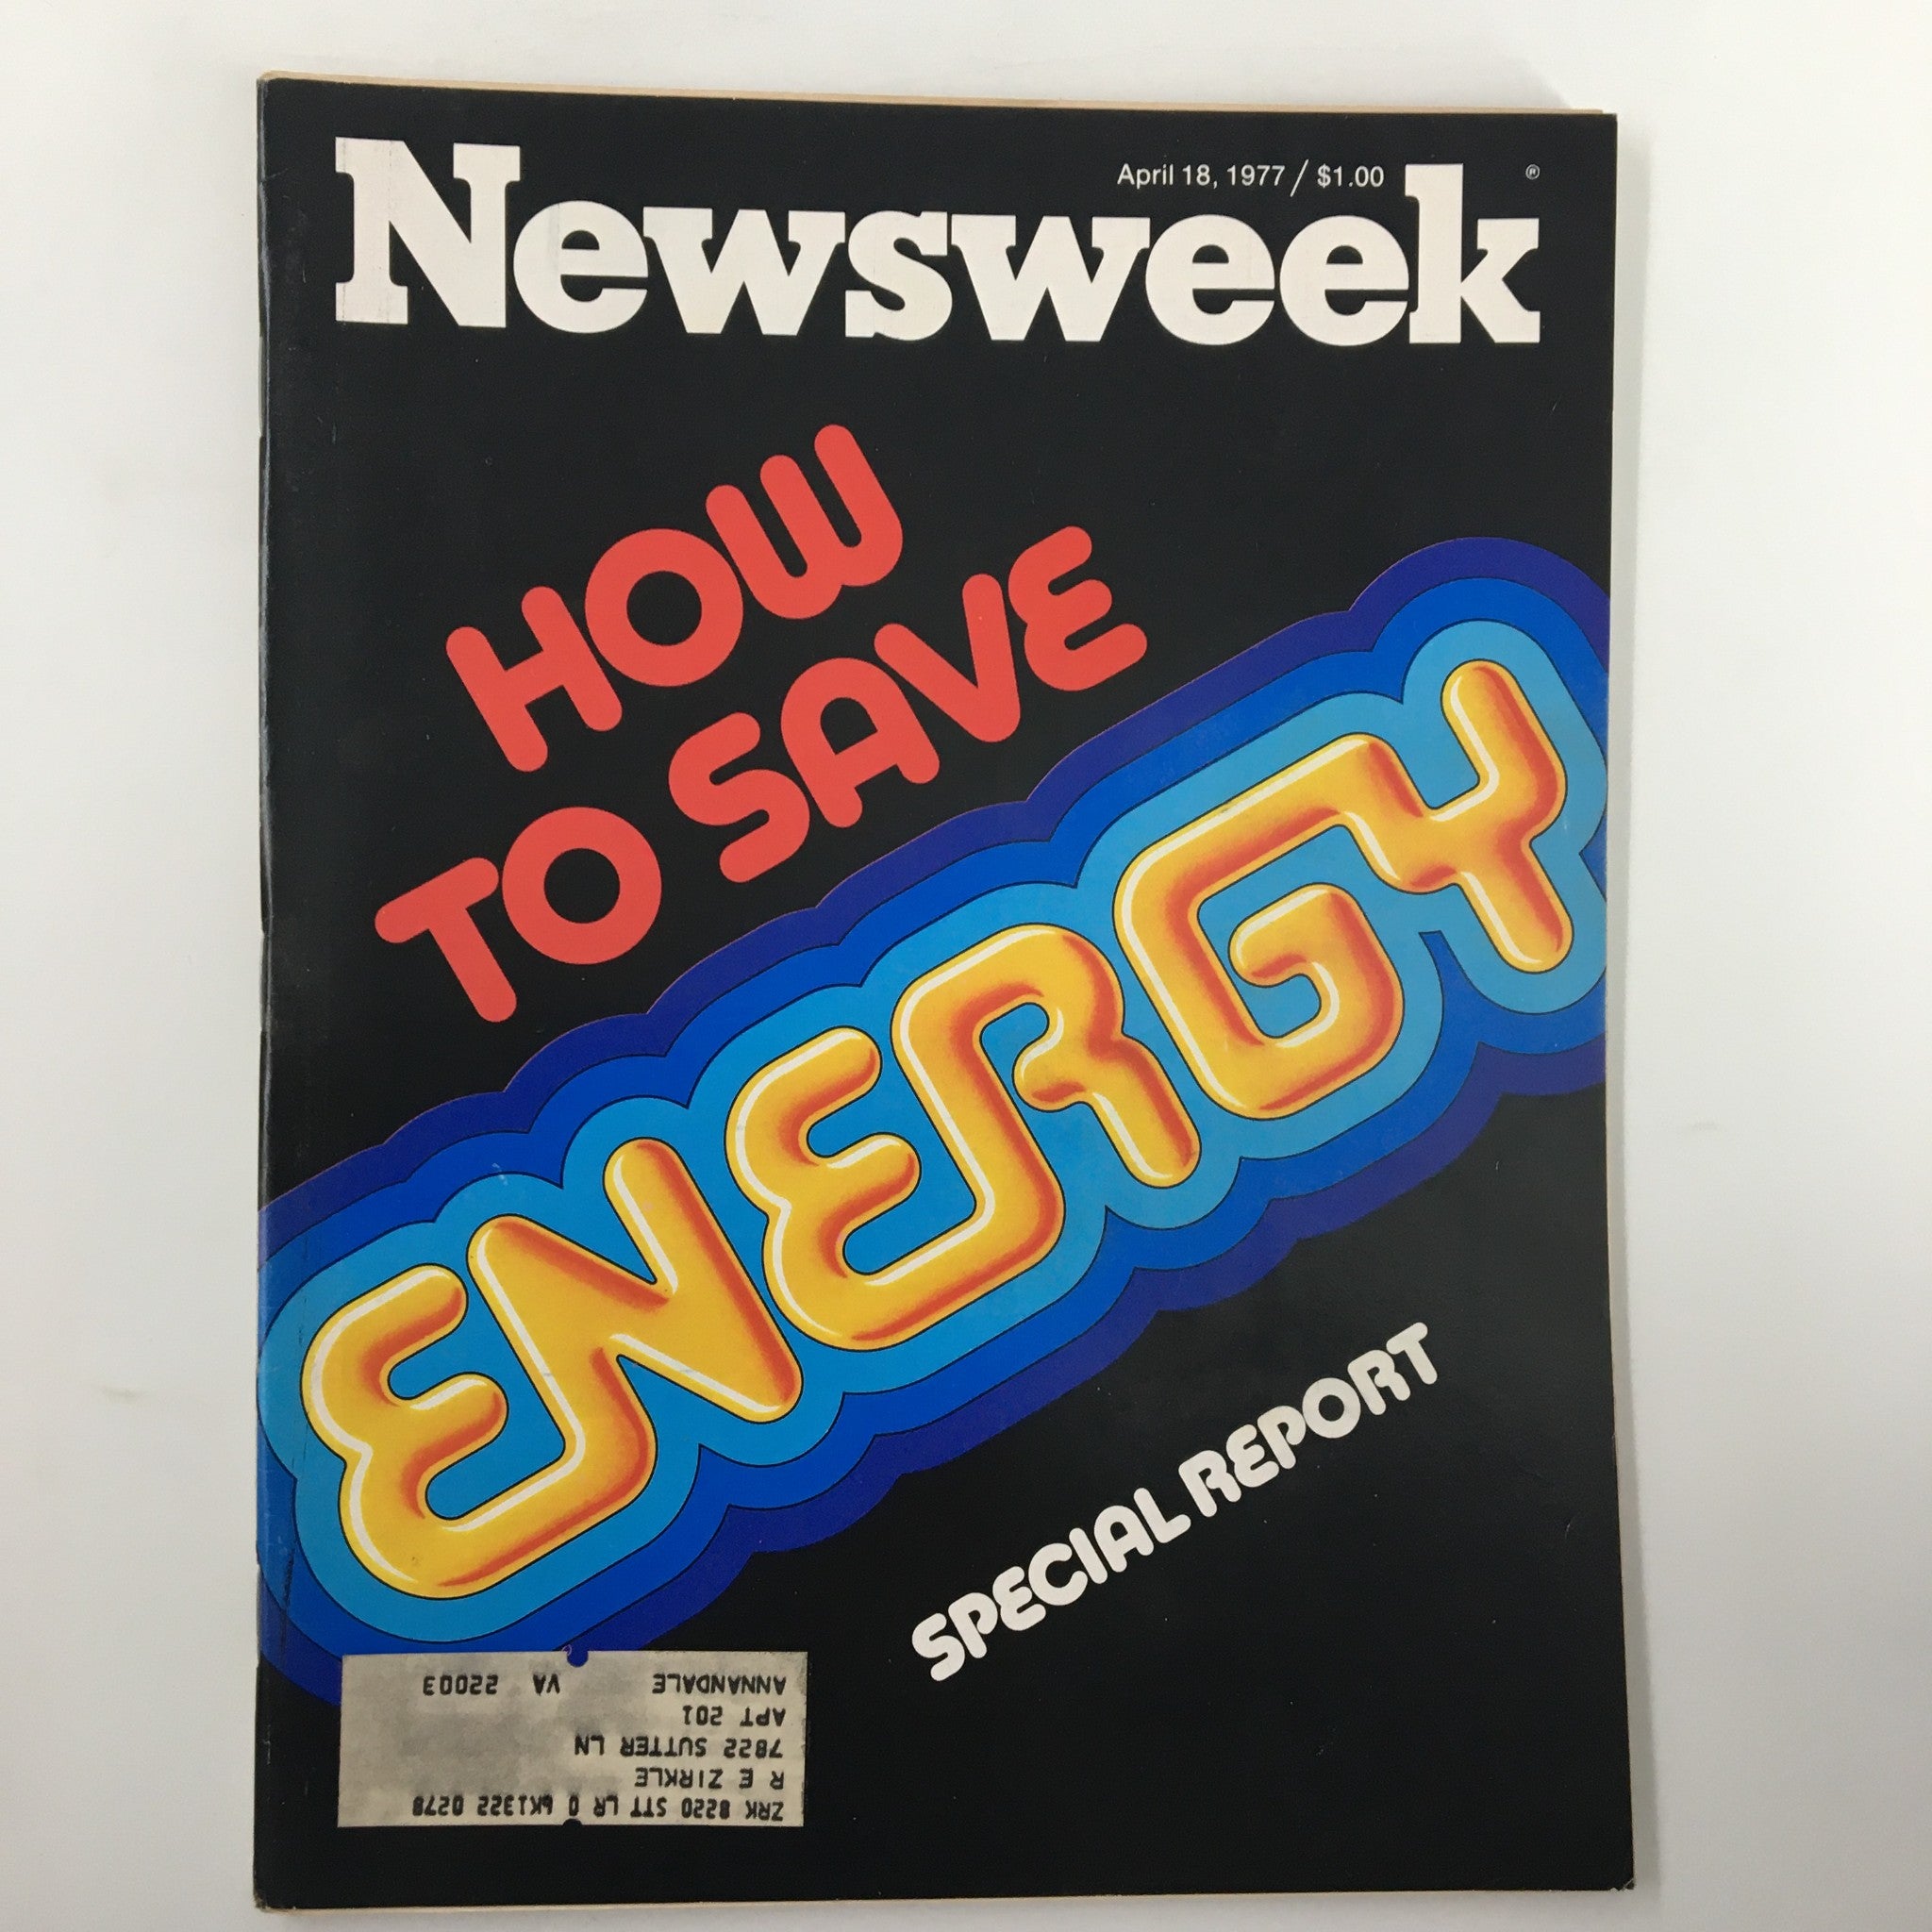 April 18, 1977 / $1.00
Newsweek®
HOW
TO SAVE
ENERGY
SPECIAL REPORT
ZRK 8220 STT LR 0 6K1322 0278
R E ZIRKLE
7822 SUTTER LN
APT 201
ANNANDALE VA 22003